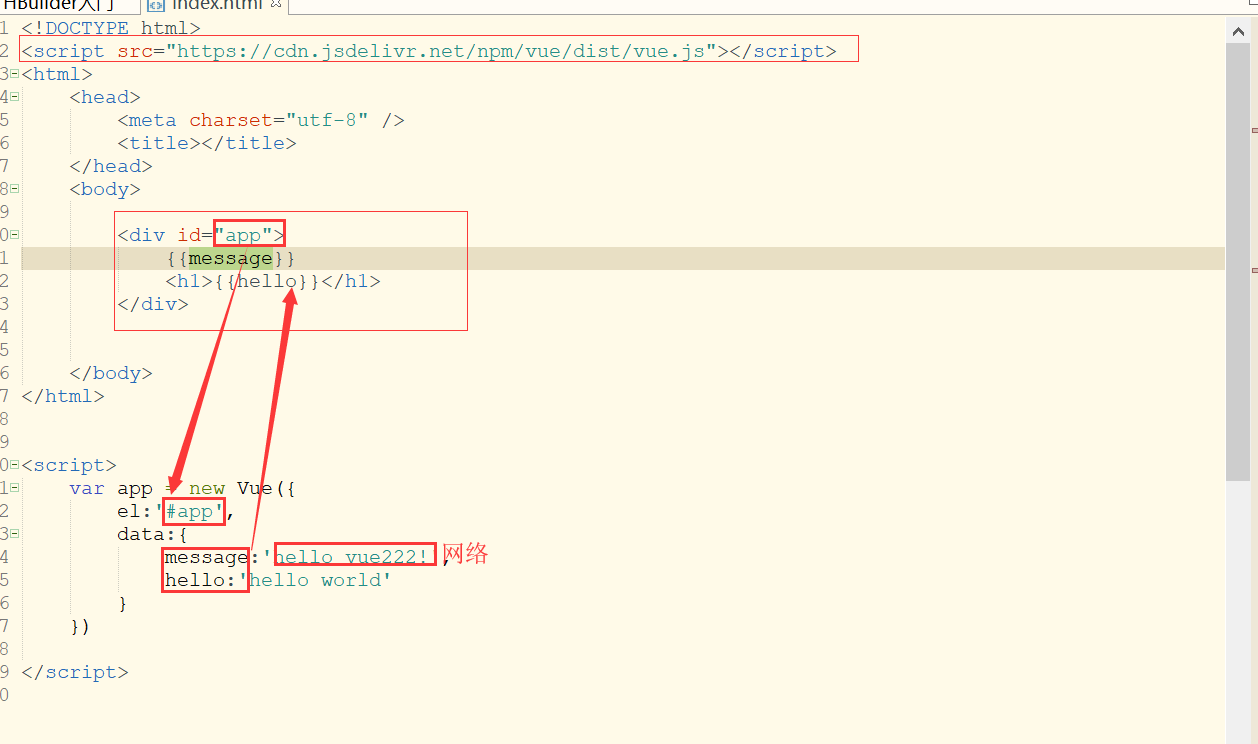 HBuilder入门 index.html
1 <!DOCTYPE html>
2 <script src="https://cdn.jsdelivr.net/npm/vue/dist/vue.js"></script>
3 <html>
4 <head>
5 <meta charset="utf-8" />
6 <title></title>
7 </head>
8 <body>
9
0 <div id="app">
1 {{message}}
2 <h1>{{hello}}</h1>
3 </div>
4
5
6 </body>
7 </html>
8
9
0 <script>
1 var app = new Vue({
2 el:'#app',
3 data:{
4 message:'hello vue222!', 网络
5 hello:'hello world'
6 }
7 })
8
9 </script>
0